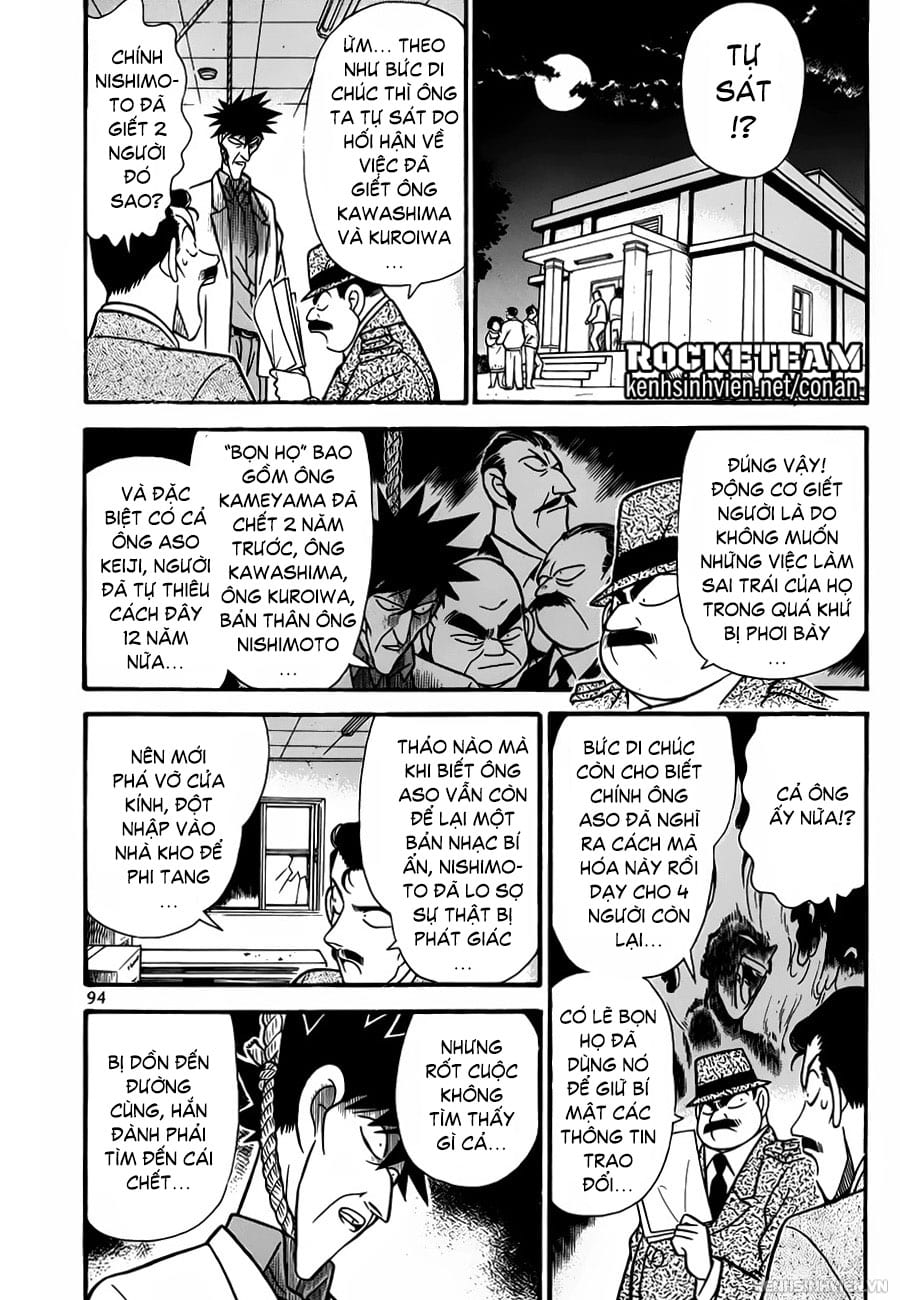 TỰ
SÁT
!?
ROCKETEAM
kenhsinhvien.net/conan
ỪM... THEO
NHƯ BỨC DI
CHÚC THÌ ÔNG
TA TỰ SÁT DO
HỐI HẬN VỀ
VIỆC ĐÃ
GIẾT ÔNG
KAWASHIMA
VÀ KUROIWA
...
CHÍNH
NISHIMO-
TO ĐÃ
GIẾT 2
NGƯỜI
ĐÓ
SAO?
ĐÚNG VẬY!
ĐỘNG CƠ GIẾT
NGƯỜI LÀ DO
KHÔNG MUỐN
NHỮNG VIỆC LÀM
SAI TRÁI CỦA HỌ
TRONG QUÁ KHỨ
BỊ PHƠI BÀY
...
"BỌN HỌ" BAO
GỒM ÔNG
KAMEYAMA ĐÃ
CHẾT 2 NĂM
TRƯỚC, ÔNG
KAWASHIMA,
ÔNG KUROIWA,
BẢN THÂN ÔNG
NISHIMOTO
...
VÀ ĐẶC
BIỆT CÓ CẢ
ÔNG ASO
KEIJI, NGƯỜI
ĐÃ TỰ THIÊU
CÁCH ĐÂY
12 NĂM
NỮA...
CẢ ÔNG
ẤY NỮA!?
BỨC DI CHÚC
CÒN CHO BIẾT
CHÍNH ÔNG
ASO ĐÃ NGHĨ
RA CÁCH MÃ
HÓA NÀY RỒI
DẠY CHO 4
NGƯỜI CÒN
LẠI...
CÓ LẼ BỌN
HỌ ĐÃ
DÙNG NÓ
ĐỂ GIỮ BÍ
MẬT CÁC
THÔNG TIN
TRAO
ĐỔI...
THẢO NÀO MÀ
KHI BIẾT ÔNG
ASO VẪN CÒN
ĐỂ LẠI MỘT
BẢN NHẠC BÍ
ẨN, NISHIMO-
TO ĐÃ LO SỢ
SỰ THẬT BỊ
PHÁT GIÁC
...
NÊN MỚI
PHÁ VỠ CỬA
KÍNH, ĐỘT
NHẬP VÀO
NHÀ KHO ĐỂ
PHI TANG
...
94
NHƯNG
RỐT CUỘC
KHÔNG
TÌM THẤY
GÌ CẢ...
BỊ DỒN ĐẾN
ĐƯỜNG
CÙNG, HẮN
ĐÀNH PHẢI
TÌM ĐẾN CÁI
CHẾT...
KENHSINHVIEN.VN